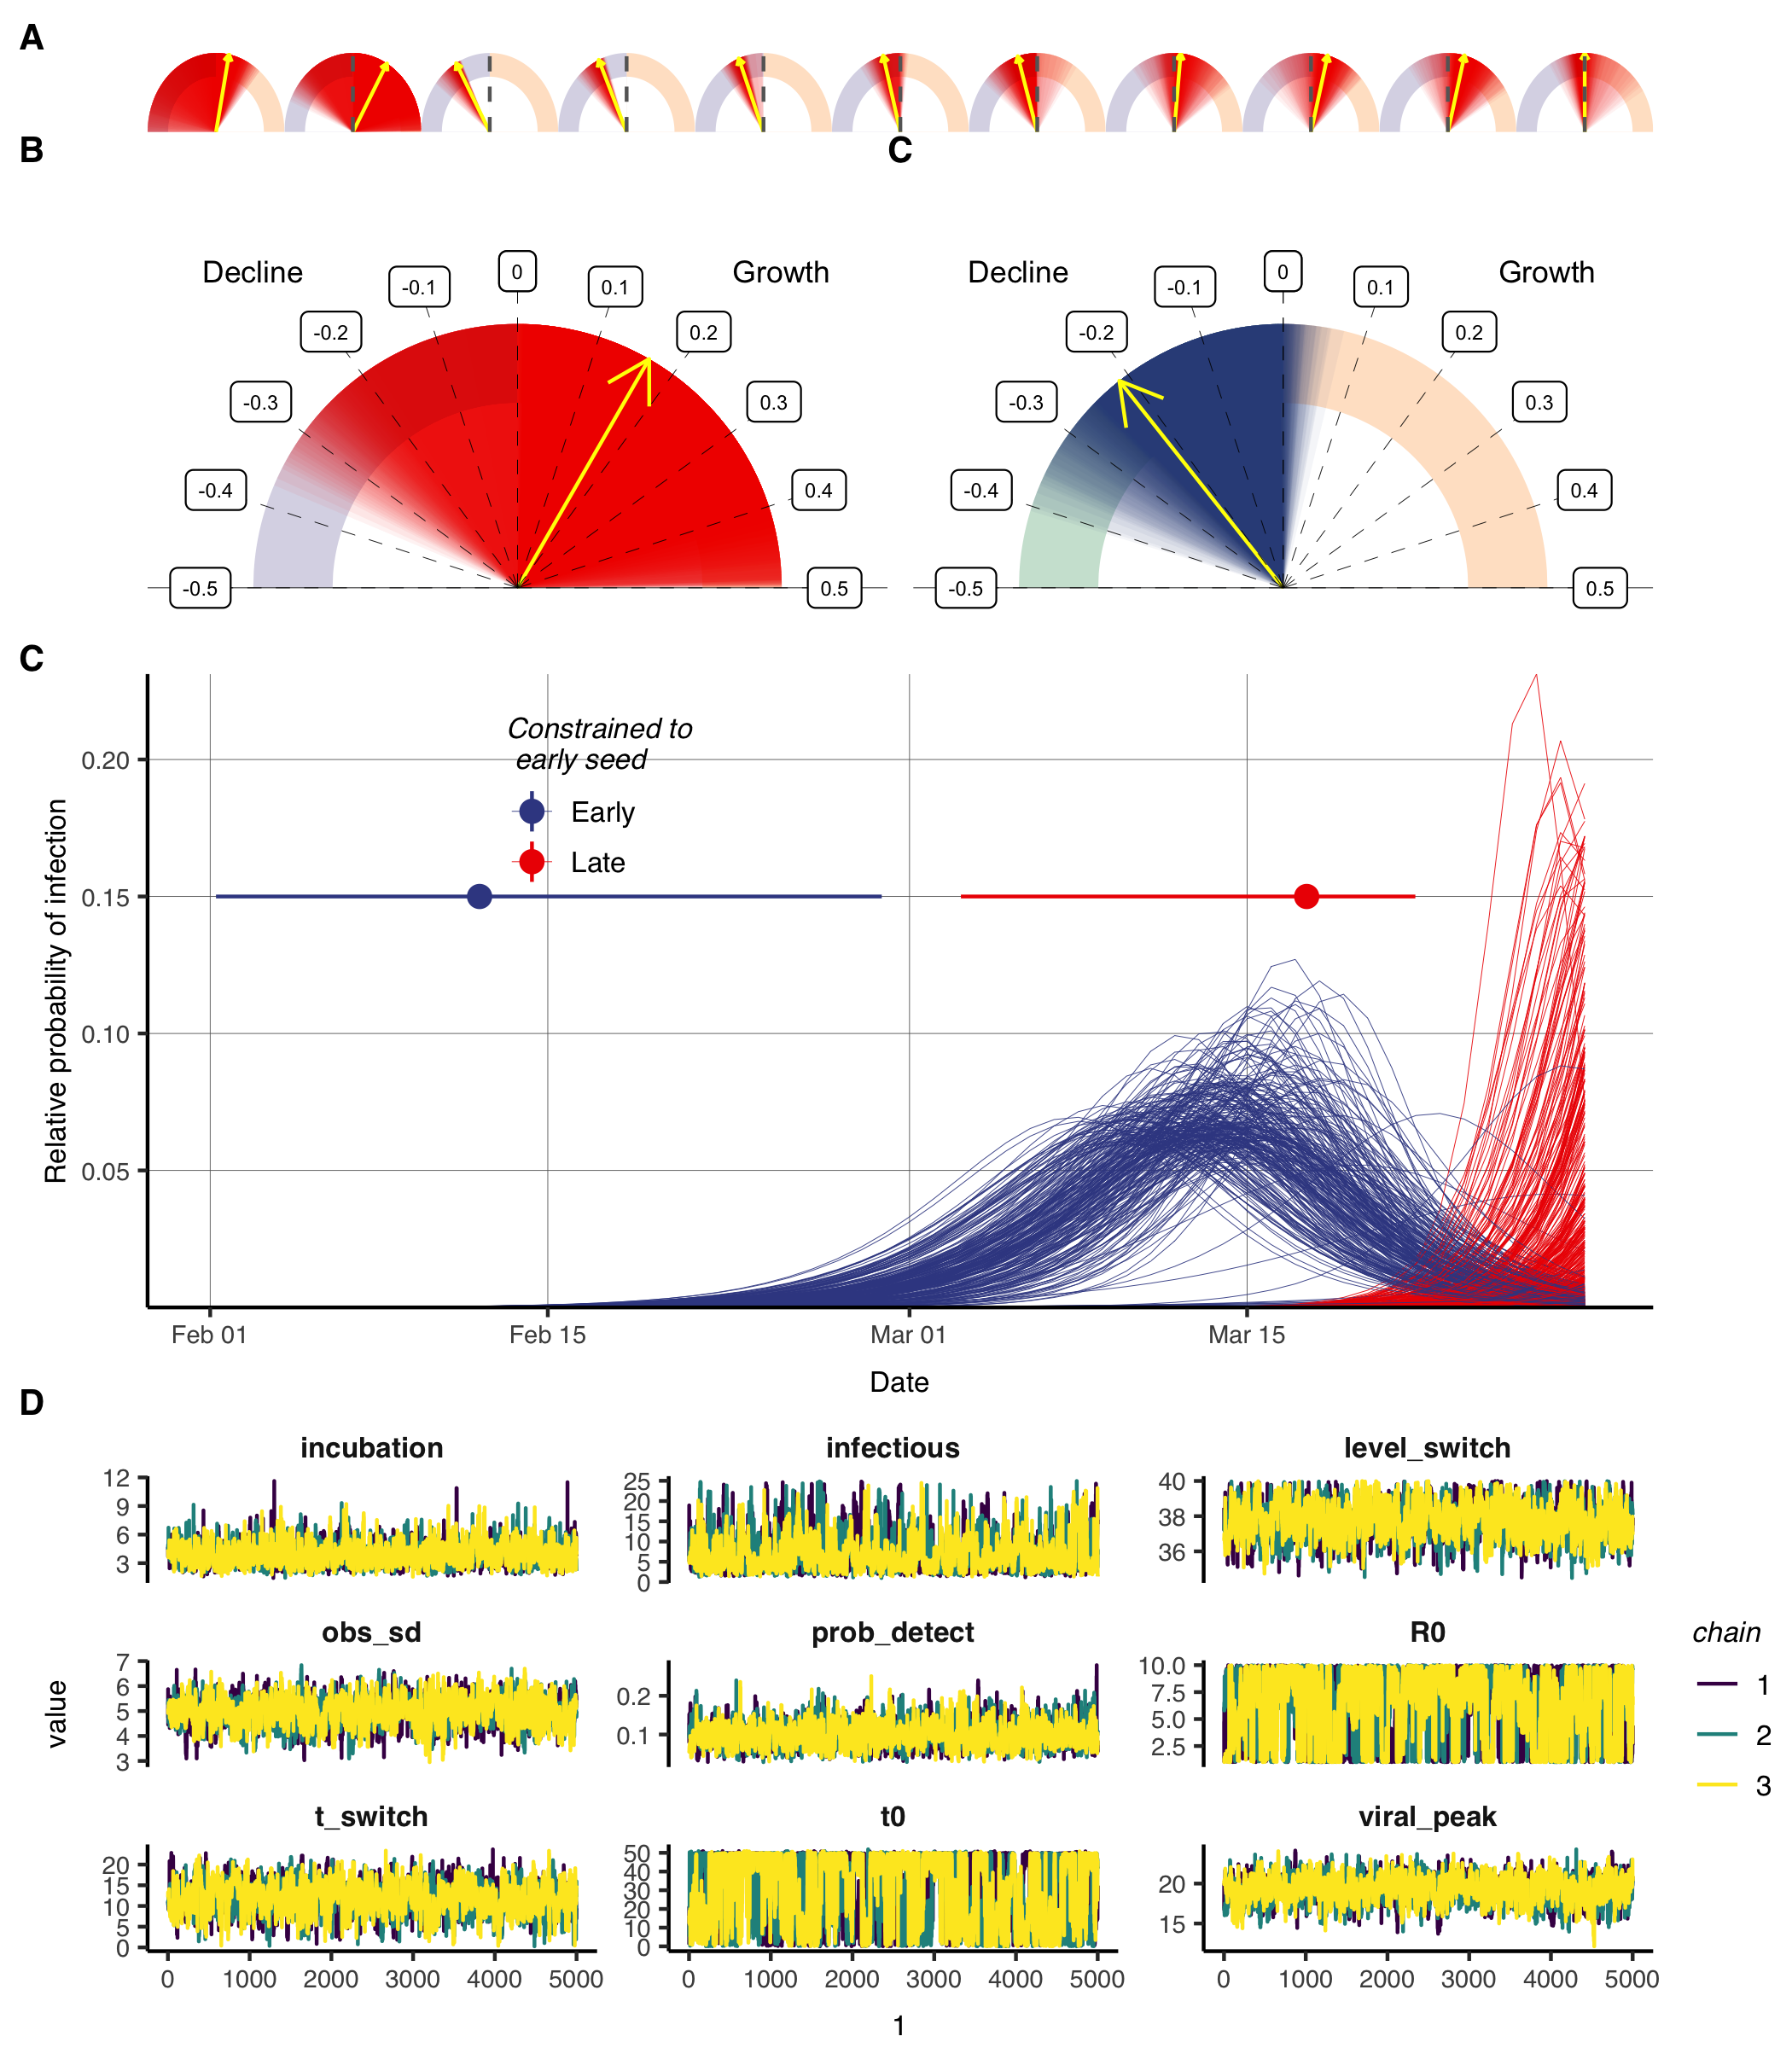 A
B
C
Decline
Growth
-0.5
-0.4
-0.3
-0.2
-0.1
0
0.1
0.2
0.3
0.4
0.5
Decline
Growth
-0.5
-0.4
-0.3
-0.2
-0.1
0
0.1
0.2
0.3
0.4
0.5
C
Relative probability of infection
0.20
0.15
0.10
0.05
Constrained to
early seed
Early
Late
Feb 01
Feb 15
Mar 01
Mar 15
Date
D
value
incubation
12
9
6
3
infectious
25
20
15
10
5
0
level_switch
40
38
36
obs_sd
7
6
5
4
3
prob_detect
0.2
0.1
R0
10.0
7.5
5.0
2.5
t_switch
20
15
10
5
0
0 1000 2000 3000 4000 5000
t0
50
40
30
20
10
0
0 1000 2000 3000 4000 5000
viral_peak
20
15
0 1000 2000 3000 4000 5000
1
chain
1
2
3